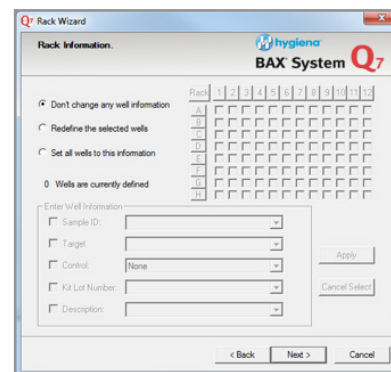 Q7 Rack Wizard
Rack Information.
hygiena
BAX System Q7
Don't change any well information
Redefine the selected wells
Set all wells to this information
0 Wells are currently defined
Rack 1 2 3 4 5 6 7 8 9 10 11 12
A
B
C
D
E
F
G
H
Enter Well Information
Sample ID:
Target
Control: None
Kit Lot Number:
Description:
Apply
Cancel Select
< Back Next > Cancel